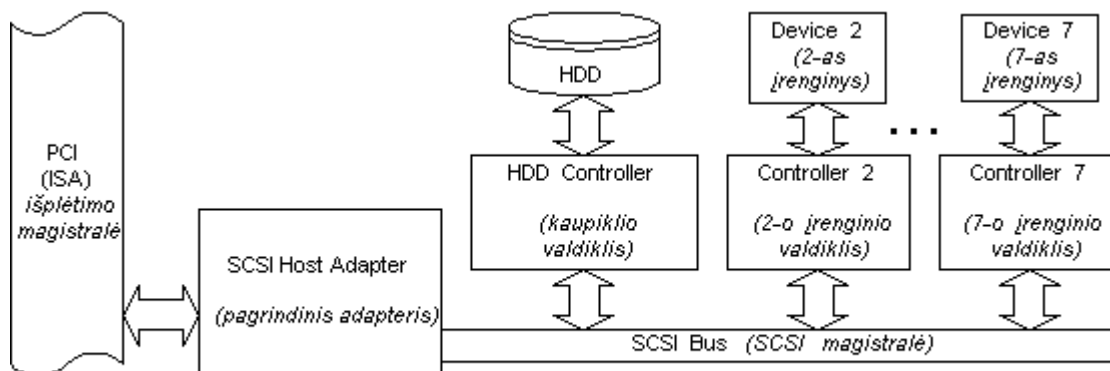 PCI
(ISA)
išplėtimo
magistralė
SCSI Host Adapter
(pagrindinis adapteris)
HDD
HDD Controller
(kaupiklio
valdiklis)
Device 2
(2-as
įrenginys)
Controller 2
(2-o įrenginio
valdiklis)
...
Device 7
(7-as
įrenginys)
Controller 7
(7-o įrenginio
valdiklis)
SCSI Bus (SCSI magistralė)